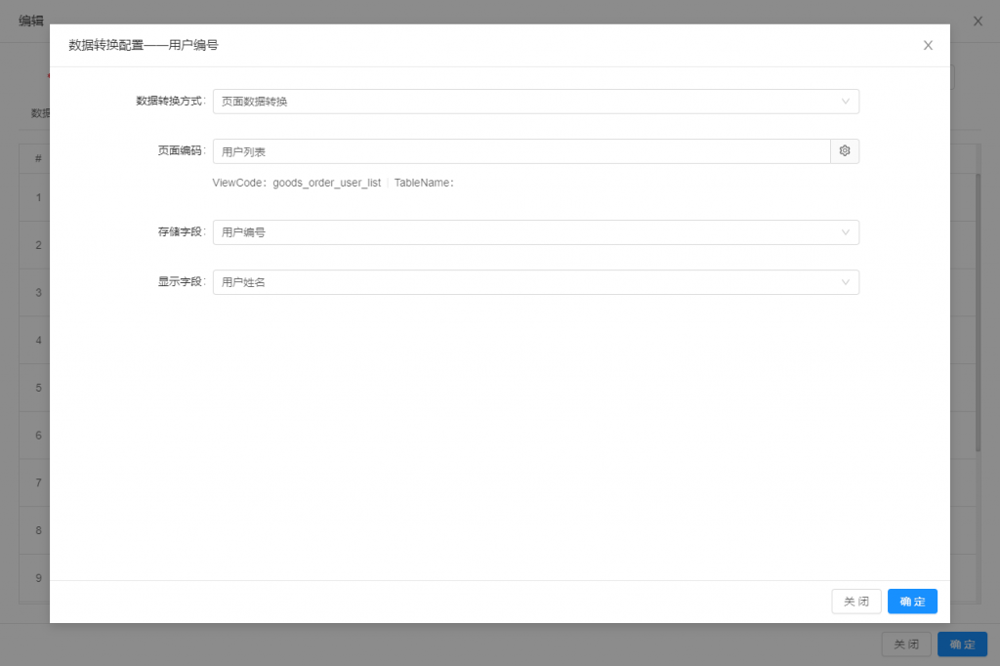 编辑
数据转换配置——用户编号
数据转换方式: 页面数据转换
数据
页面编码: 用户列表
#
ViewCode: goods_order_user_list TableName:
1
存储字段: 用户编号
2
显示字段: 用户姓名
3
4
5
6
7
8
9
关闭 确定
关闭 确定